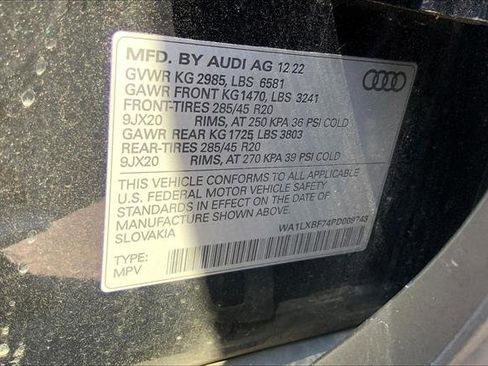 MFD. BY AUDI AG 12.22
GVWR KG 2985, LBS 6581
GAWR FRONT KG1470, LBS 3241
FRONT-TIRES 285/45 R20
9JX20 RIMS, AT 250 KPA 36 PSI COLD
GAWR REAR KG1725, LBS 3803
REAR-TIRES 285/45 R20
9JX20 RIMS, AT 270 KPA 39 PSI COLD
THIS VEHICLE CONFORMS TO ALL APPLICABLE
U.S. FEDERAL MOTOR VEHICLE SAFETY
STANDARDS IN EFFECT ON THE DATE OF
MANUFACTURE SHOWN ABOVE.
SLOVAKIA
WA1LXBF74PD009743
TYPE:
MPV